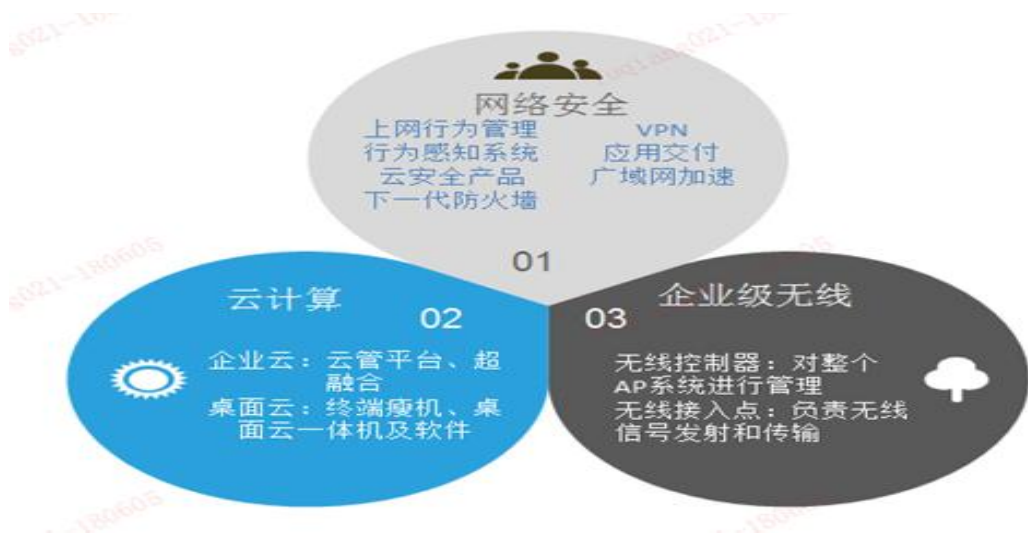 网络安全
上网行为管理
行为感知系统
云安全产品
下一代防火墙
VPN
应用交付
广域网加速
01
云计算
02
企业云：云管平台、超
融合
桌面云：终端瘦机、桌
面云一体机及软件
03
企业级无线
无线控制器：对整个
AP系统进行管理
无线接入点：负责无线
信号发射和传输